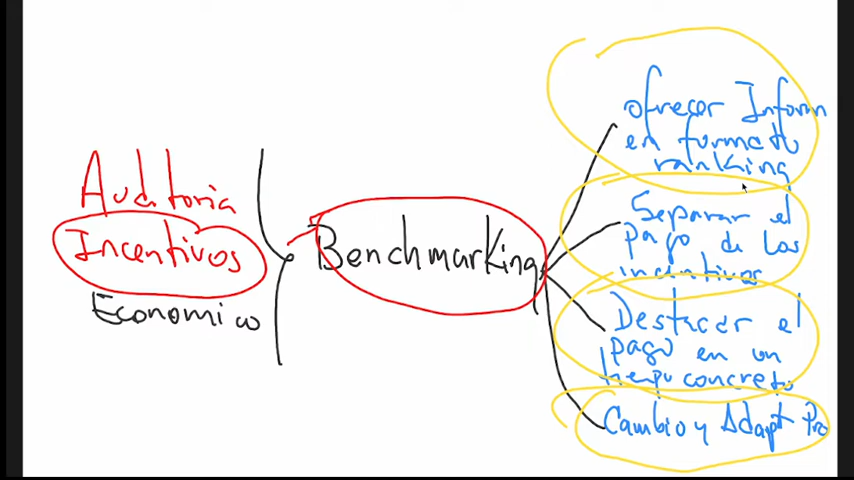 Auditoria
Incentivos
Economico
Benchmarking
ofrecer Inform
en formato
ranking
Separar el
pago de los
incentivos
Destacar el
pago en un
tiempo concreto
Cambio y Adapt Pro